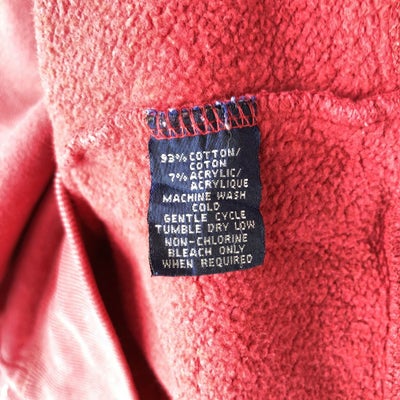 93% COTTON/
COTON
7% ACRYLIC/
ACRYLIQUE
MACHINE WASH
COLD
GENTLE CYCLE
TUMBLE DRY LOW
NON-CHLORINE
BLEACH ONLY
WHEN REQUIRED